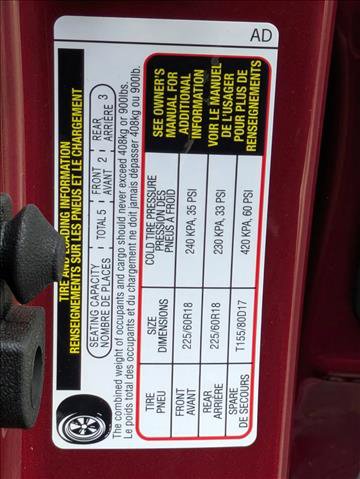 TIRE AND LOADING INFORMATION
RENSEIGNEMENTS SUR LES PNEUS ET LE CHARGEMENT
SEATING CAPACITY TOTAL 5 FRONT 2 REAR 3
NOMBRE DE PLACES AVANT ARRIÈRE
The combined weight of occupants and cargo should never exceed 408kg or 900lbs.
Le poids total des occupants et du chargement ne doit jamais dépasser 408kg ou 900lb.
TIRE SIZE COLD TIRE PRESSURE
PNEU DIMENSIONS PRESSION DES
PNEUS À FROID
FRONT 225/60R18 240 KPA, 35 PSI
AVANT
REAR 225/60R18 230 KPA, 33 PSI
ARRIÈRE
SPARE T155/80D17 420 KPA, 60 PSI
DE SECOURS
SEE OWNER'S
MANUAL FOR
ADDITIONAL
INFORMATION
VOIR LE MANUEL
DE L'USAGER
POUR PLUS DE
RENSEIGNEMENTS
AD